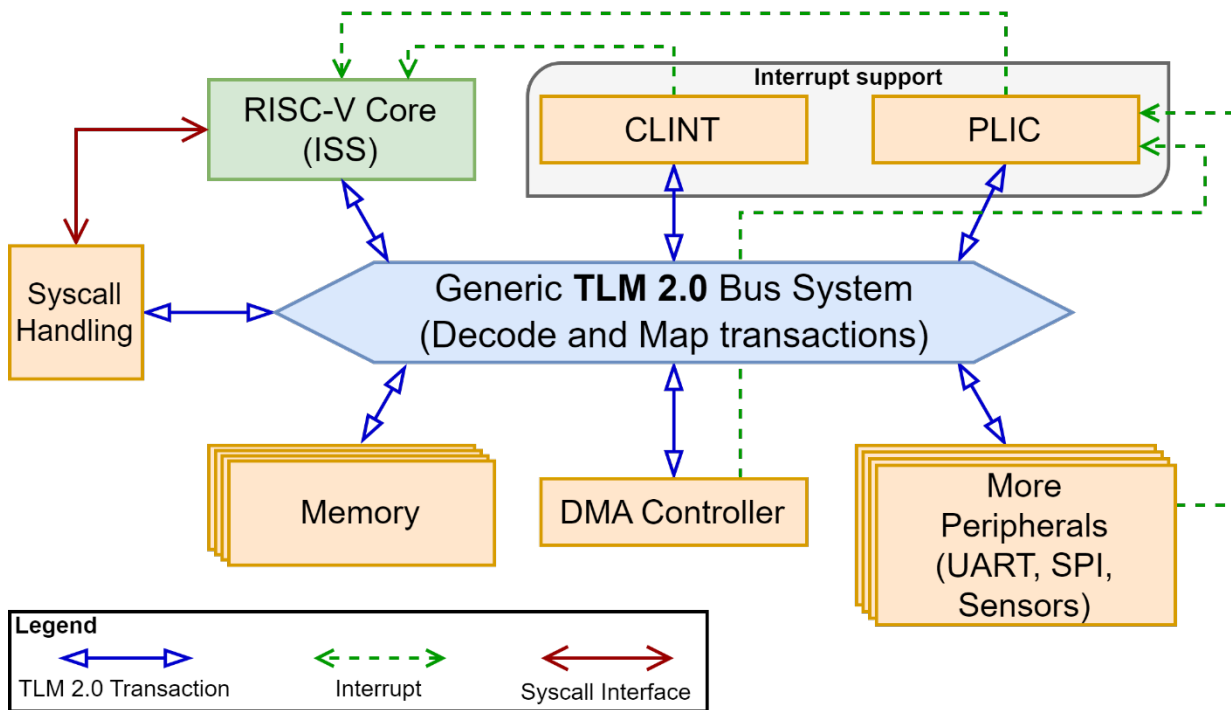 Interrupt support
RISC-V Core
(ISS)
CLINT
PLIC
Syscall
Handling
Generic TLM 2.0 Bus System
(Decode and Map transactions)
Memory
DMA Controller
More
Peripherals
(UART, SPI,
Sensors)
Legend
TLM 2.0 Transaction
Interrupt
Syscall Interface